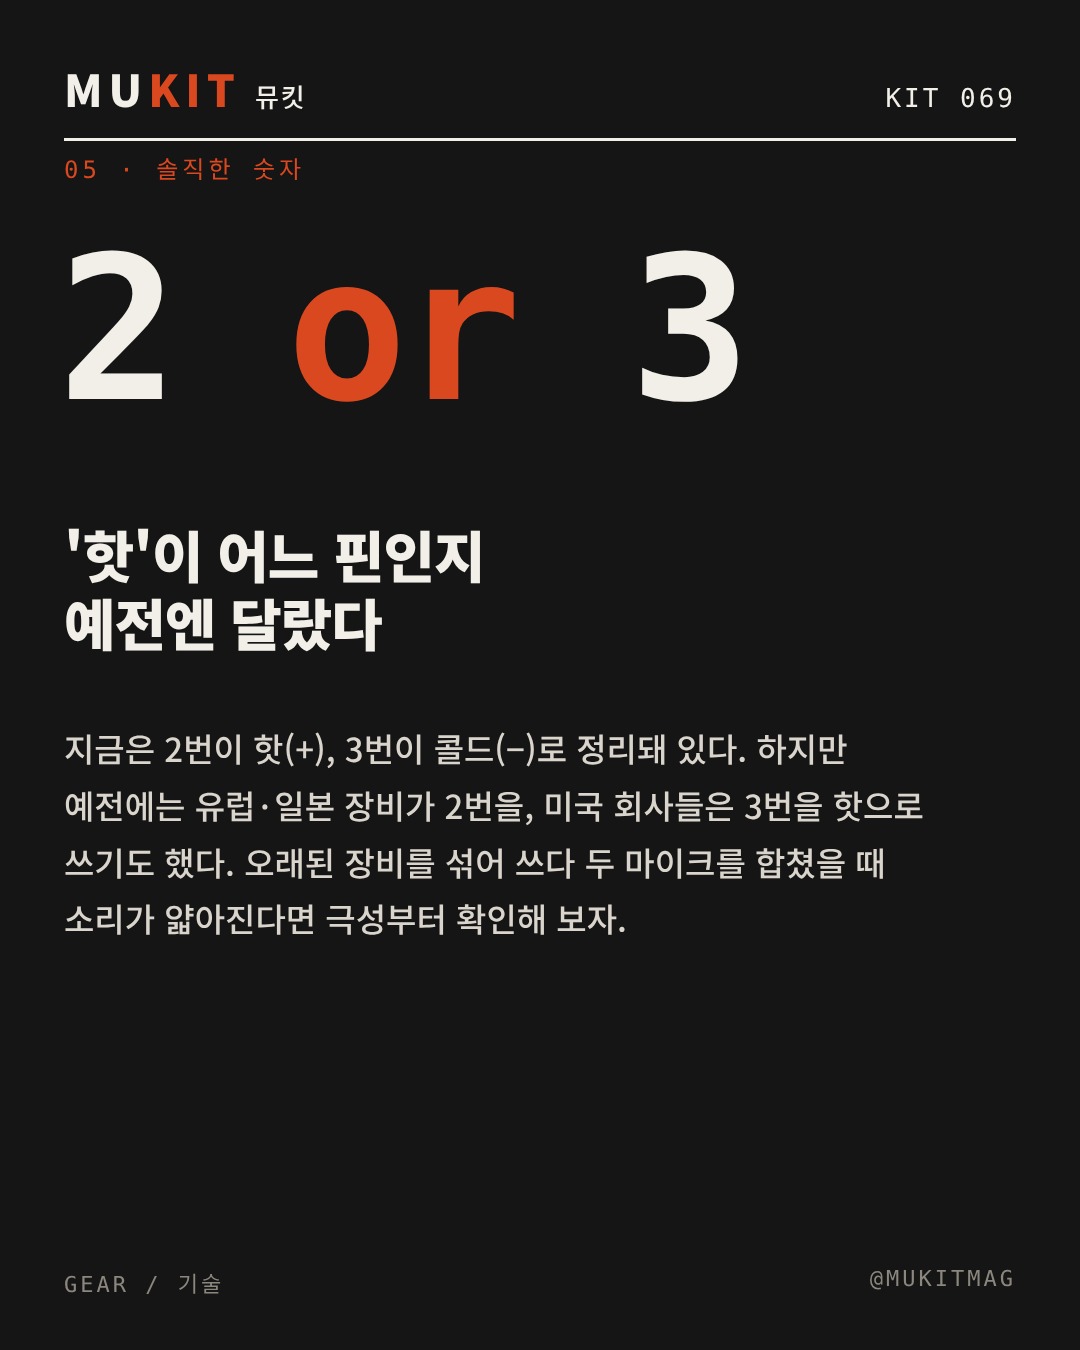 MUKIT 뮤킷
KIT 069
05 · 솔직한 숫자
2 or 3
'핫'이 어느 핀인지
예전엔 달랐다
지금은 2번이 핫(+), 3번이 콜드(−)로 정리돼 있다. 하지만
예전에는 유럽·일본 장비가 2번을, 미국 회사들은 3번을 핫으로
쓰기도 했다. 오래된 장비를 섞어 쓰다 두 마이크를 합쳤을 때
소리가 얇아진다면 극성부터 확인해 보자.
GEAR / 기술
@MUKITMAG